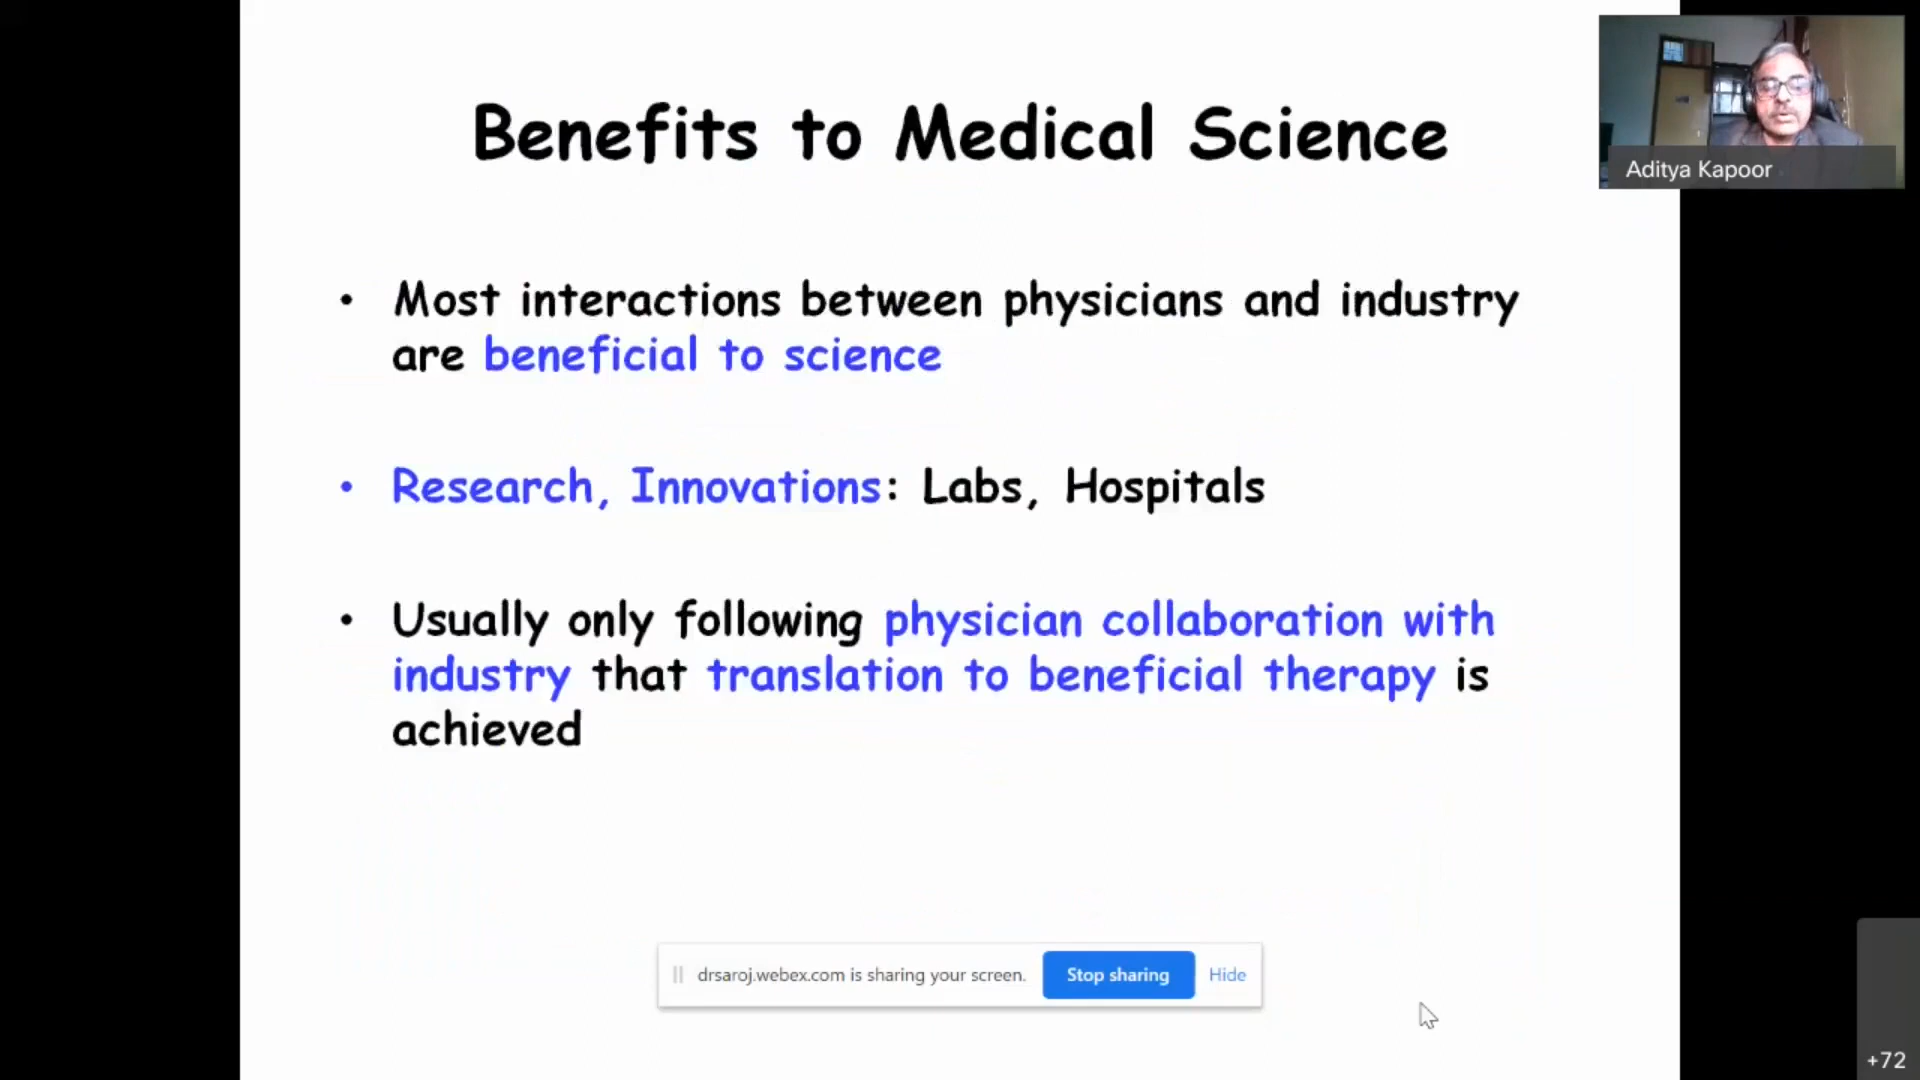 Benefits to Medical Science
Aditya Kapoor
• Most interactions between physicians and industry
are beneficial to science
• Research, Innovations: Labs, Hospitals
• Usually only following physician collaboration with
industry that translation to beneficial therapy is
achieved
drsaroj.webex.com is sharing your screen. Stop sharing Hide
+72